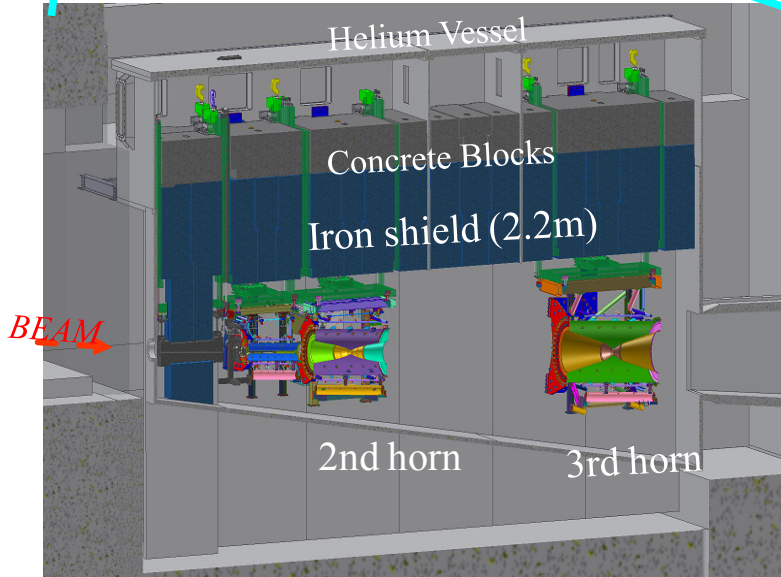 Helium Vessel
Concrete Blocks
Iron shield (2.2m)
BEAM
2nd horn
3rd horn